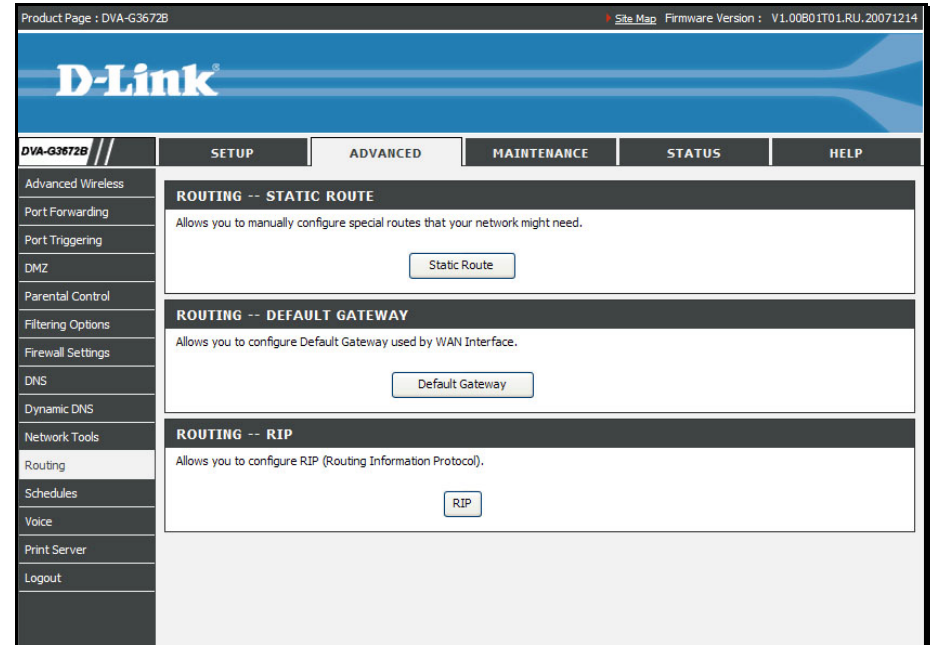 Product Page : DVA-G3672B Site Map Firmware Version : V1.00B01T01.RU.20071214
D-Link®
DVA-G3672B SETUP ADVANCED MAINTENANCE STATUS HELP
Advanced Wireless
Port Forwarding
Port Triggering
DMZ
Parental Control
Filtering Options
Firewall Settings
DNS
Dynamic DNS
Network Tools
Routing
Schedules
Voice
Print Server
Logout
ROUTING -- STATIC ROUTE
Allows you to manually configure special routes that your network might need.
Static Route
ROUTING -- DEFAULT GATEWAY
Allows you to configure Default Gateway used by WAN Interface.
Default Gateway
ROUTING -- RIP
Allows you to configure RIP (Routing Information Protocol).
RIP